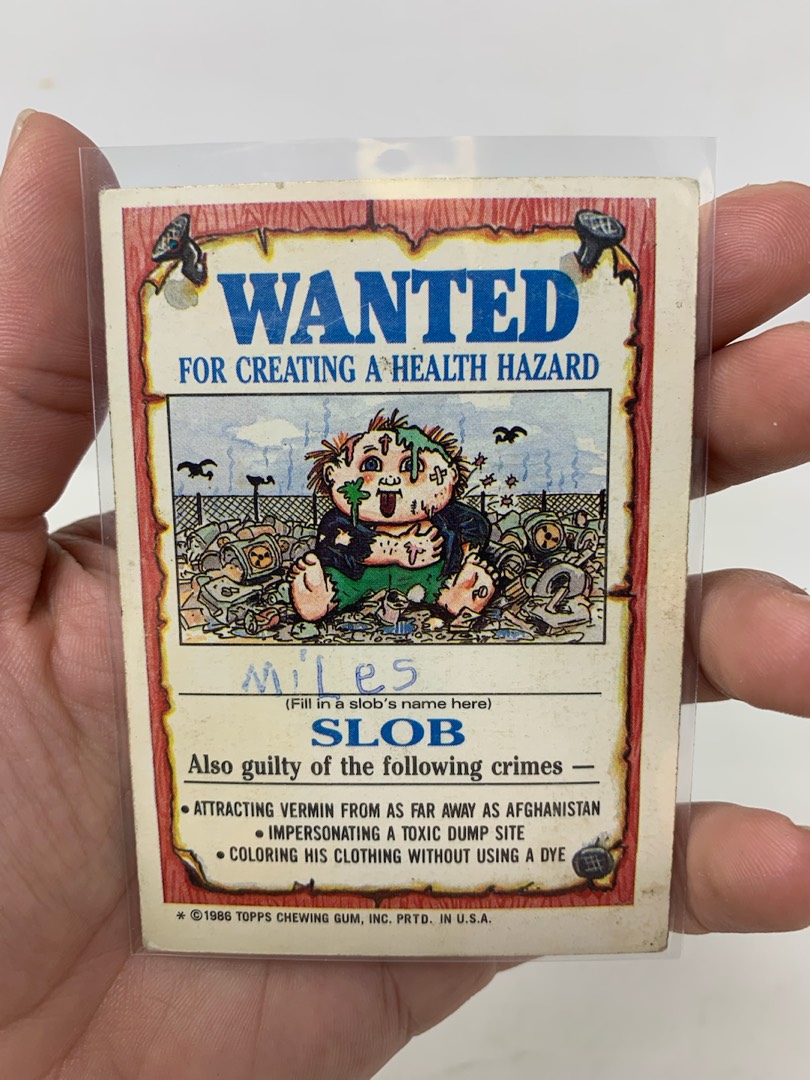 WANTED
FOR CREATING A HEALTH HAZARD
MiLes
(Fill in a slob's name here)
SLOB
Also guilty of the following crimes —
• ATTRACTING VERMIN FROM AS FAR AWAY AS AFGHANISTAN
• IMPERSONATING A TOXIC DUMP SITE
• COLORING HIS CLOTHING WITHOUT USING A DYE
* ©1986 TOPPS CHEWING GUM, INC. PRTD. IN U.S.A.